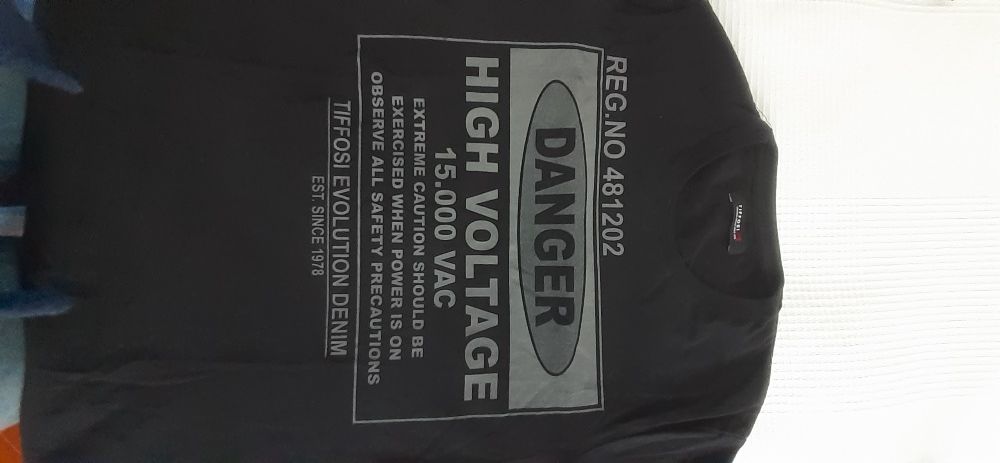 TIFFOSI
REG.NO 481202
DANGER
HIGH VOLTAGE
15.000 VAC
EXTREME CAUTION SHOULD BE
EXERCISED WHEN POWER IS ON
OBSERVE ALL SAFETY PRECAUTIONS
TIFFOSI EVOLUTION DENIM
EST. SINCE 1978